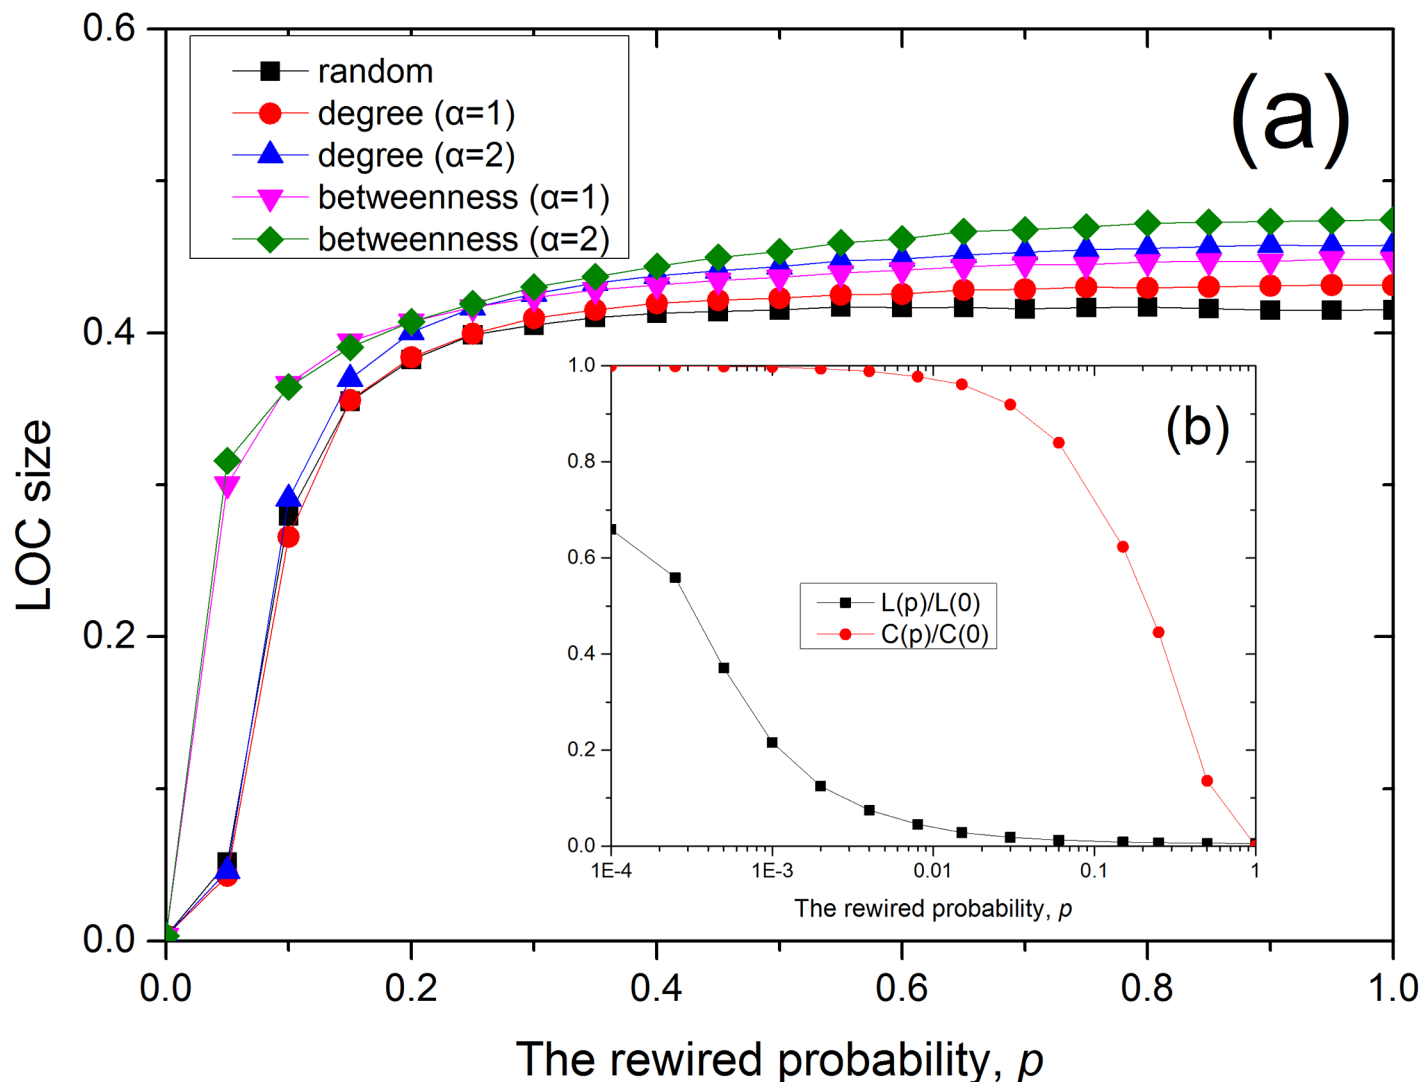 0.6
(a)
random
degree (α=1)
degree (α=2)
betweenness (α=1)
betweenness (α=2)
0.4
LOC size
0.2
0.0
0.0 0.2 0.4 0.6 0.8 1.0
The rewired probability, p
1.0
(b)
0.8
0.6
L(p)/L(0)
C(p)/C(0)
0.4
0.2
0.0
1E-4 1E-3 0.01 0.1 1
The rewired probability, p